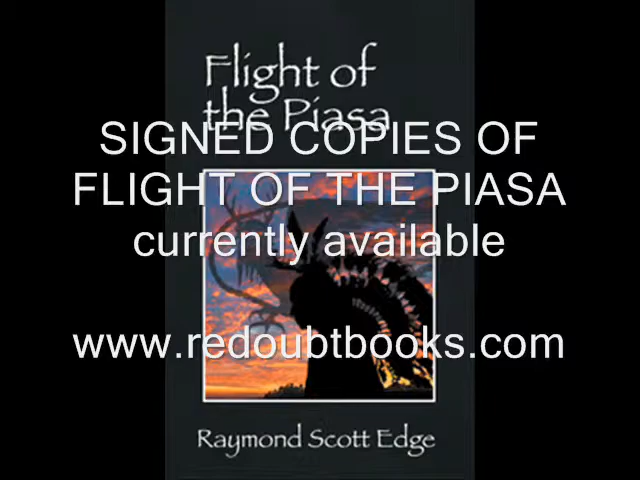 Flight of
the Piasa
SIGNED COPIES OF
FLIGHT OF THE PIASA
currently available
www.redoubtbooks.com
Raymond Scott Edge